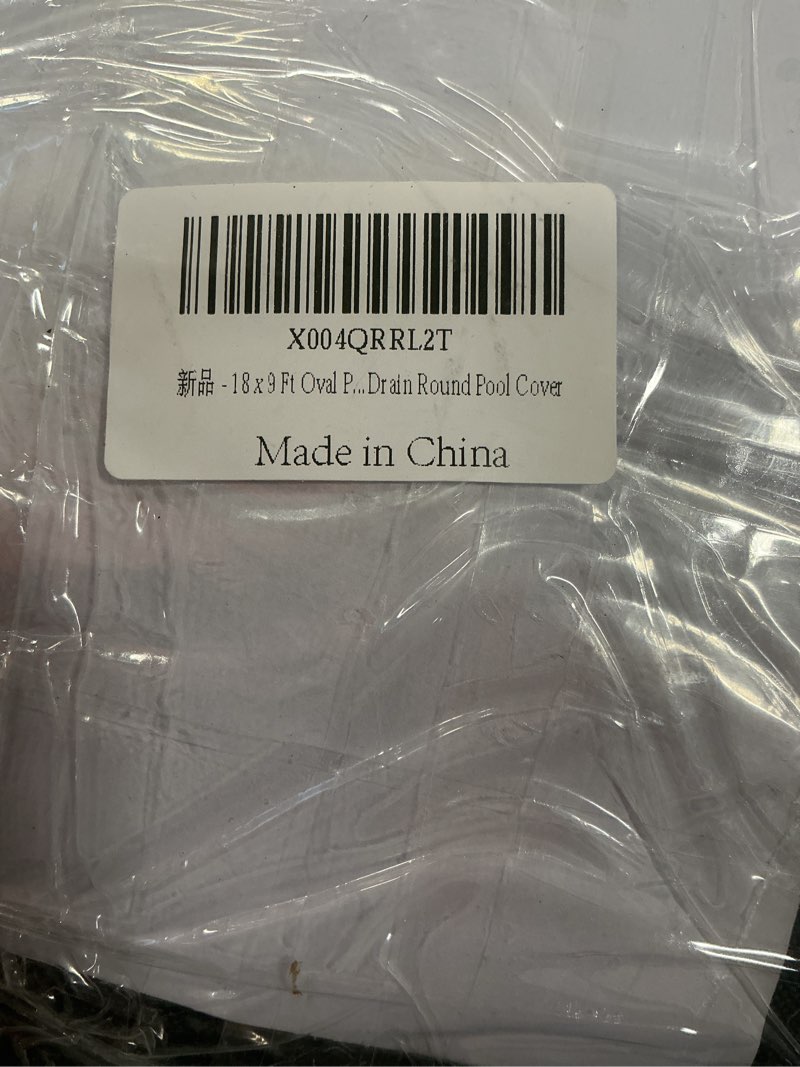 X004QRRL2T
新品 - 18 x 9 Ft Oval P...Drain Round Pool Cover
Made in China